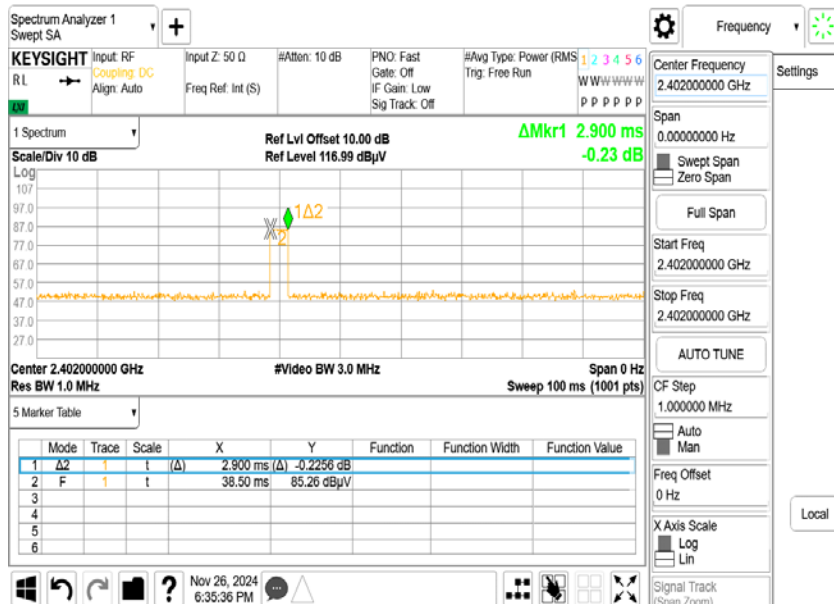 Spectrum Analyzer 1
Swept SA
+
Frequency
KEYSIGHT
RL
LXI
Input: RF
Coupling: DC
Align: Auto
Input Z: 50 Ω
Freq Ref: Int (S)
#Atten: 10 dB
PNO: Fast
Gate: Off
IF Gain: Low
Sig Track: Off
#Avg Type: Power (RMS
Trig: Free Run
1 2 3 4 5 6
W W W W W W
P P P P P P
1 Spectrum
Scale/Div 10 dB
Ref Lvl Offset 10.00 dB
Ref Level 116.99 dBµV
ΔMkr1 2.900 ms
-0.23 dB
Log
107
97.0
87.0
77.0
67.0
57.0
47.0
37.0
27.0
1Δ2
X2
Center 2.402000000 GHz
#Video BW 3.0 MHz
Span 0 Hz
Res BW 1.0 MHz
Sweep 100 ms (1001 pts)
5 Marker Table
Mode Trace Scale X Y Function Function Width Function Value
1 Δ2 1 t (Δ) 2.900 ms (Δ) -0.2256 dB
2 F 1 t 38.50 ms 85.26 dBµV
3
4
5
6
? Nov 26, 2024
6:35:36 PM
Center Frequency
2.402000000 GHz
Span
0.00000000 Hz
Swept Span
Zero Span
Full Span
Start Freq
2.402000000 GHz
Stop Freq
2.402000000 GHz
AUTO TUNE
CF Step
1.000000 MHz
Auto
Man
Freq Offset
0 Hz
X Axis Scale
Log
Lin
Signal Track
(Span Zoom)
Settings
Local